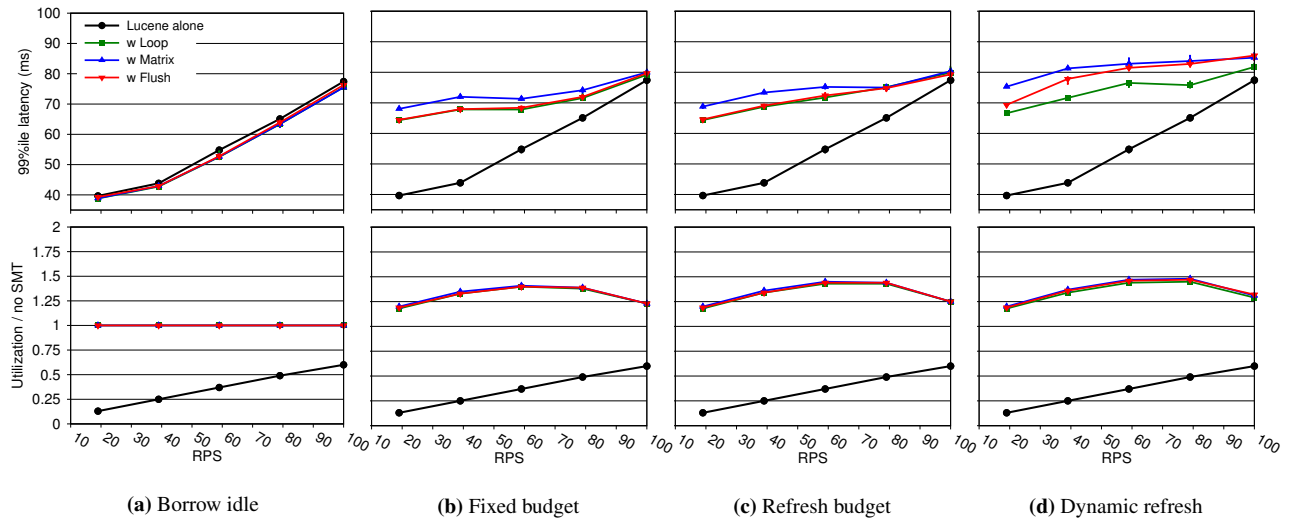 100
90
80
70
60
50
40
99%ile latency (ms)
Lucene alone
w Loop
w Matrix
w Flush
2
1.75
1.5
1.25
1
0.75
0.5
0.25
0
Utilization / no SMT
10 20 30 40 50 60 70 80 90 100
RPS
10 20 30 40 50 60 70 80 90 100
RPS
10 20 30 40 50 60 70 80 90 100
RPS
10 20 30 40 50 60 70 80 90 100
RPS
(a) Borrow idle
(b) Fixed budget
(c) Refresh budget
(d) Dynamic refresh